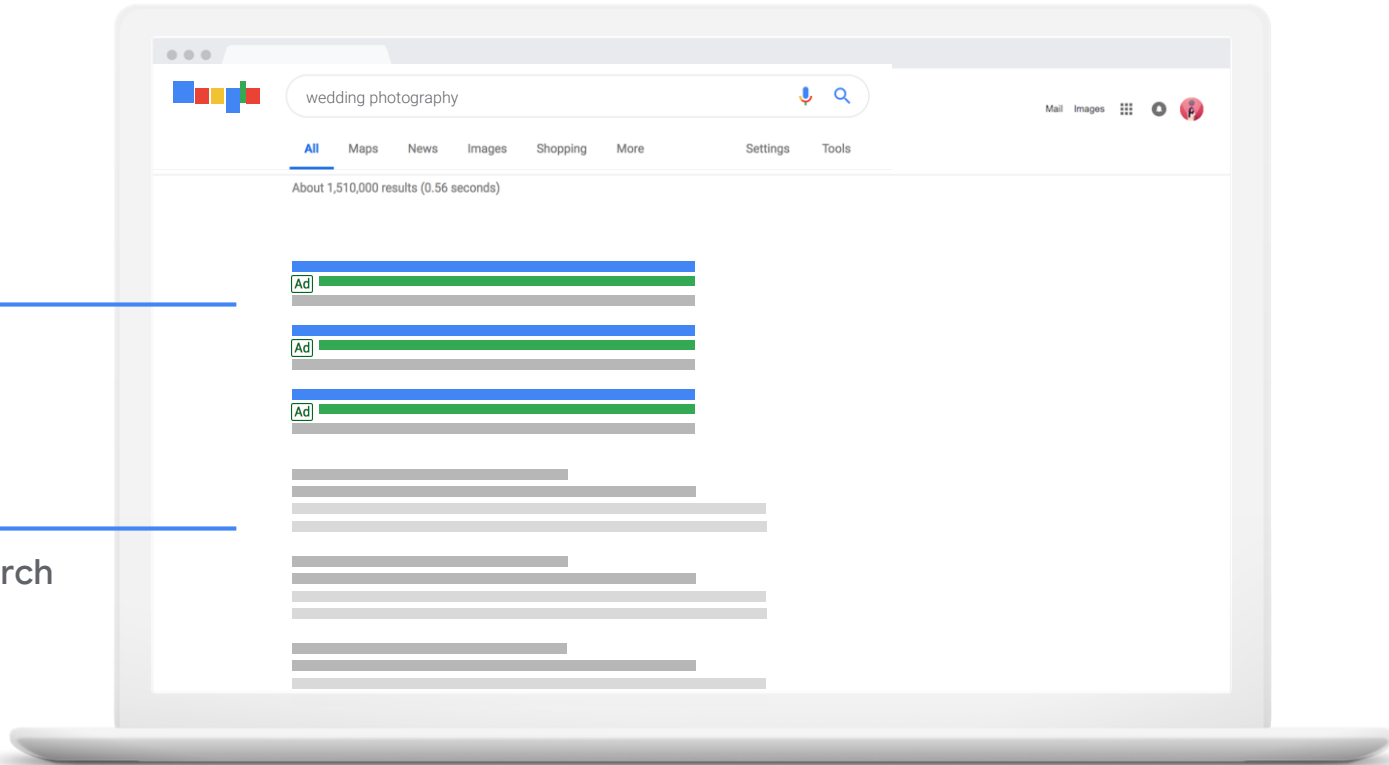 wedding photography
Mail Images
All Maps News Images Shopping More Settings Tools
About 1,510,000 results (0.56 seconds)
Ad
Ad
Ad
rch